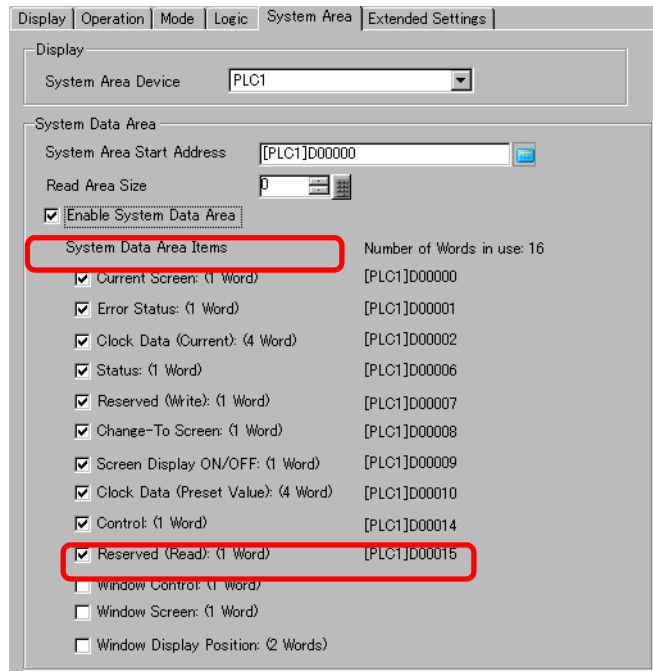 Display Operation Mode Logic System Area Extended Settings
Display
System Area Device PLC1
System Data Area
System Area Start Address [PLC1]D00000
Read Area Size 0
Enable System Data Area
System Data Area Items Number of Words in use: 16
Current Screen: (1 Word) [PLC1]D00000
Error Status: (1 Word) [PLC1]D00001
Clock Data (Current): (4 Word) [PLC1]D00002
Status: (1 Word) [PLC1]D00006
Reserved (Write): (1 Word) [PLC1]D00007
Change-To Screen: (1 Word) [PLC1]D00008
Screen Display ON/OFF: (1 Word) [PLC1]D00009
Clock Data (Preset Value): (4 Word) [PLC1]D00010
Control: (1 Word) [PLC1]D00014
Reserved (Read): (1 Word) [PLC1]D00015
Window Control: (1 Word)
Window Screen: (1 Word)
Window Display Position: (2 Words)